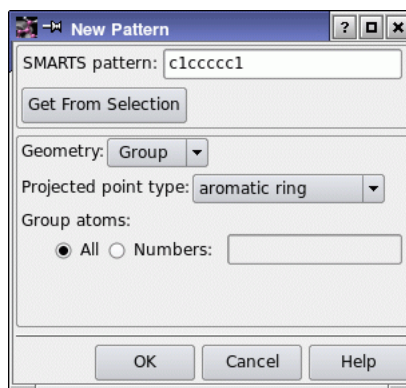 New Pattern
SMARTS pattern: c1ccccc1
Get From Selection
Geometry: Group
Projected point type: aromatic ring
Group atoms:
All Numbers:
OK Cancel Help